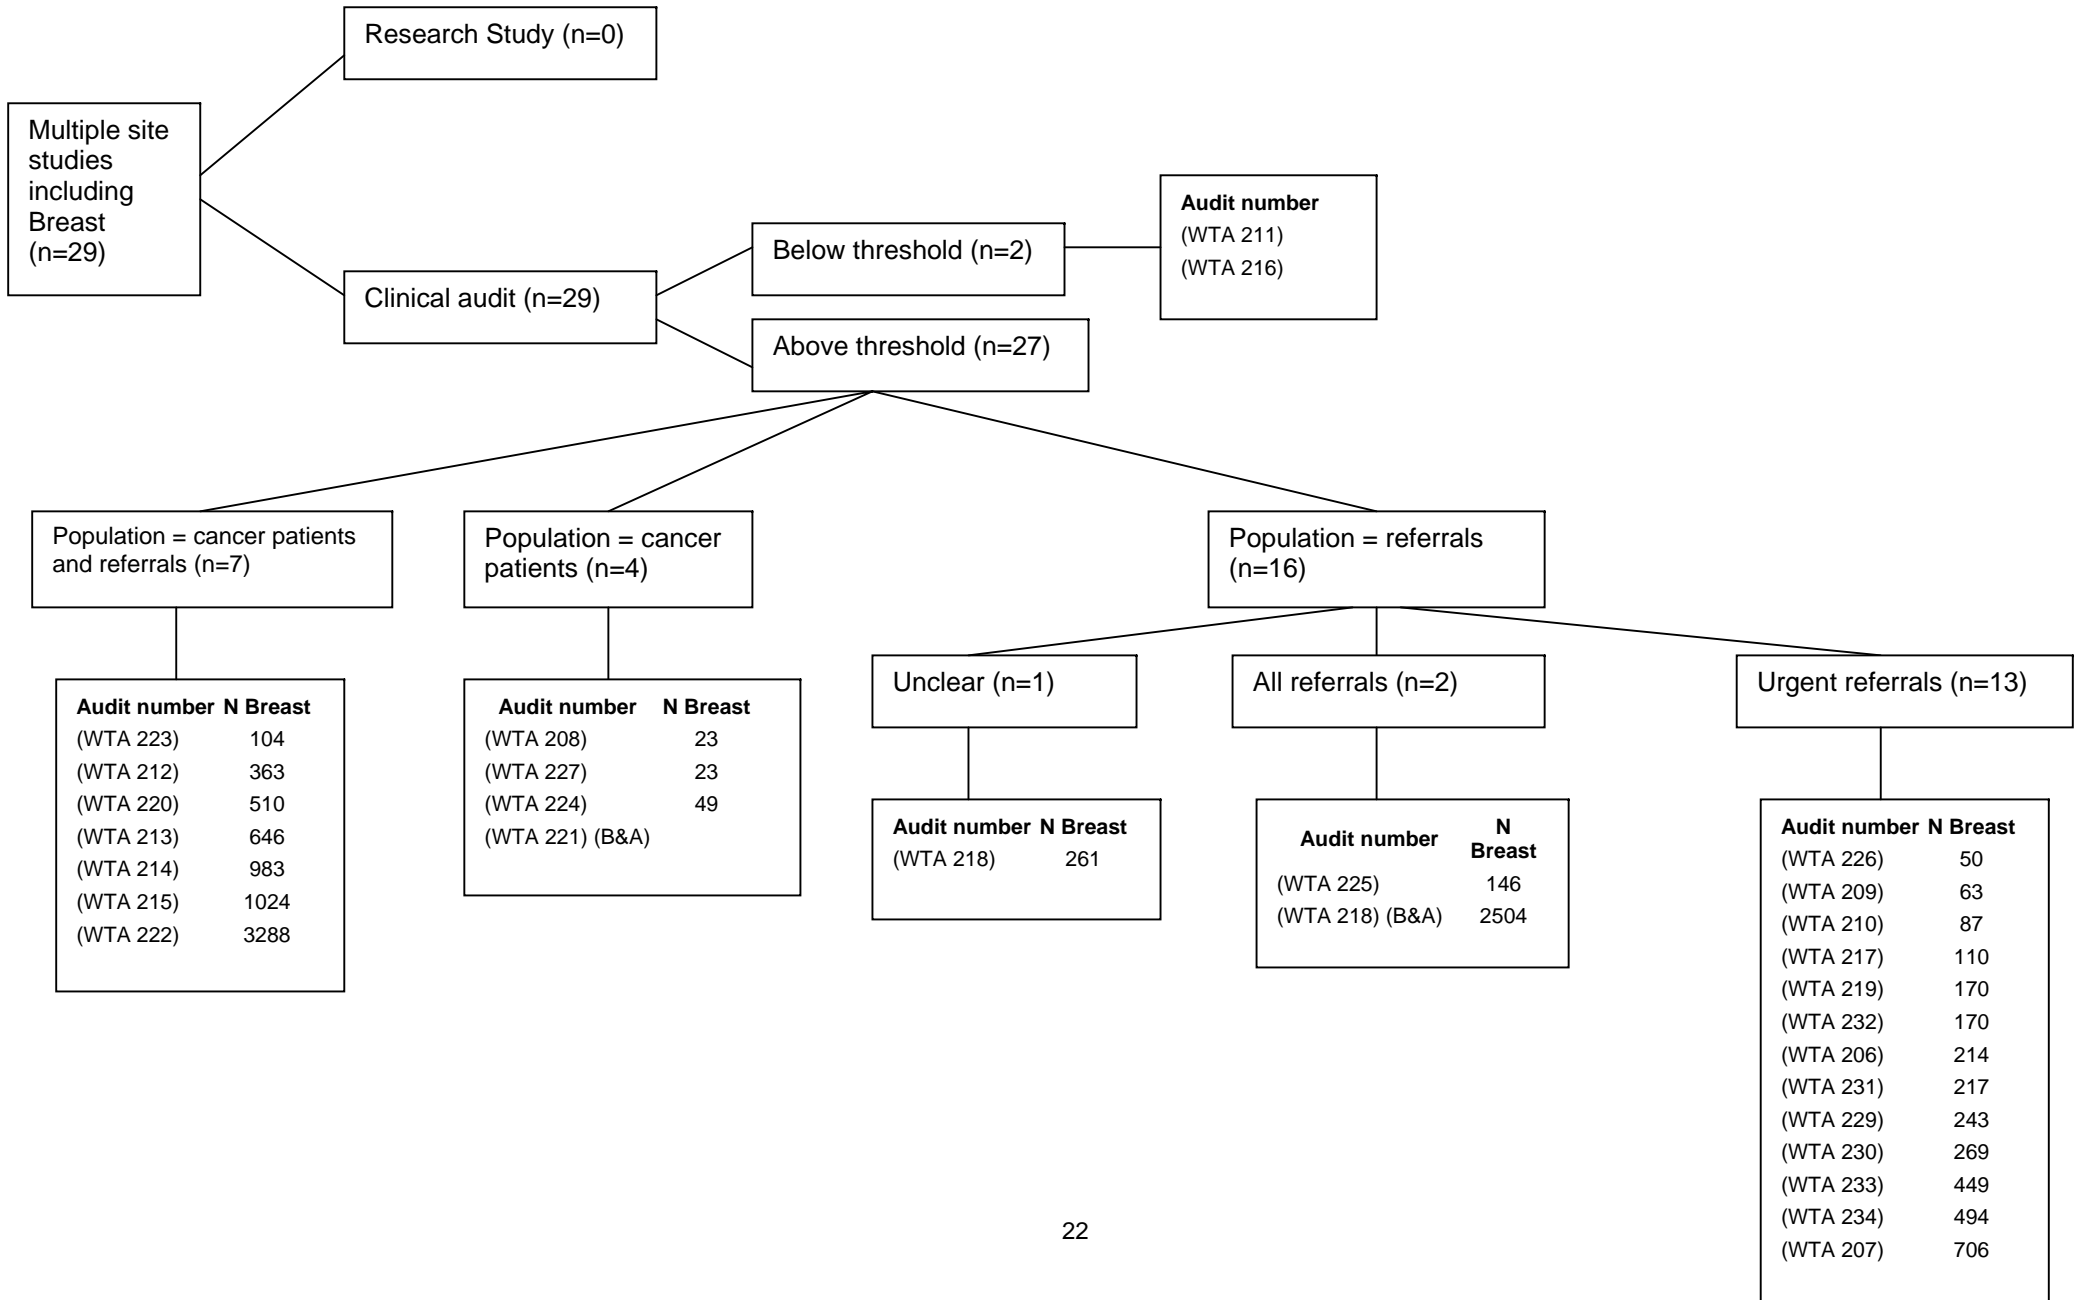 Research Study (n=0)
Multiple site
studies
including
Breast
(n=29)
Clinical audit (n=29)
Below threshold (n=2)
Audit number
(WTA 211)
(WTA 216)
Above threshold (n=27)
Population = cancer patients
and referrals (n=7)
Population = cancer
patients (n=4)
Population = referrals
(n=16)
Audit number N Breast
(WTA 223) 104
(WTA 212) 363
(WTA 220) 510
(WTA 213) 646
(WTA 214) 983
(WTA 215) 1024
(WTA 222) 3288
Audit number N Breast
(WTA 208) 23
(WTA 227) 23
(WTA 224) 49
(WTA 221) (B&A)
Unclear (n=1)
All referrals (n=2)
Urgent referrals (n=13)
Audit number N Breast
(WTA 218) 261
Audit number N
Breast
(WTA 225) 146
(WTA 218) (B&A) 2504
Audit number N Breast
(WTA 226) 50
(WTA 209) 63
(WTA 210) 87
(WTA 217) 110
(WTA 219) 170
(WTA 232) 170
(WTA 206) 214
(WTA 231) 217
(WTA 229) 243
(WTA 230) 269
(WTA 233) 449
(WTA 234) 494
(WTA 207) 706
22